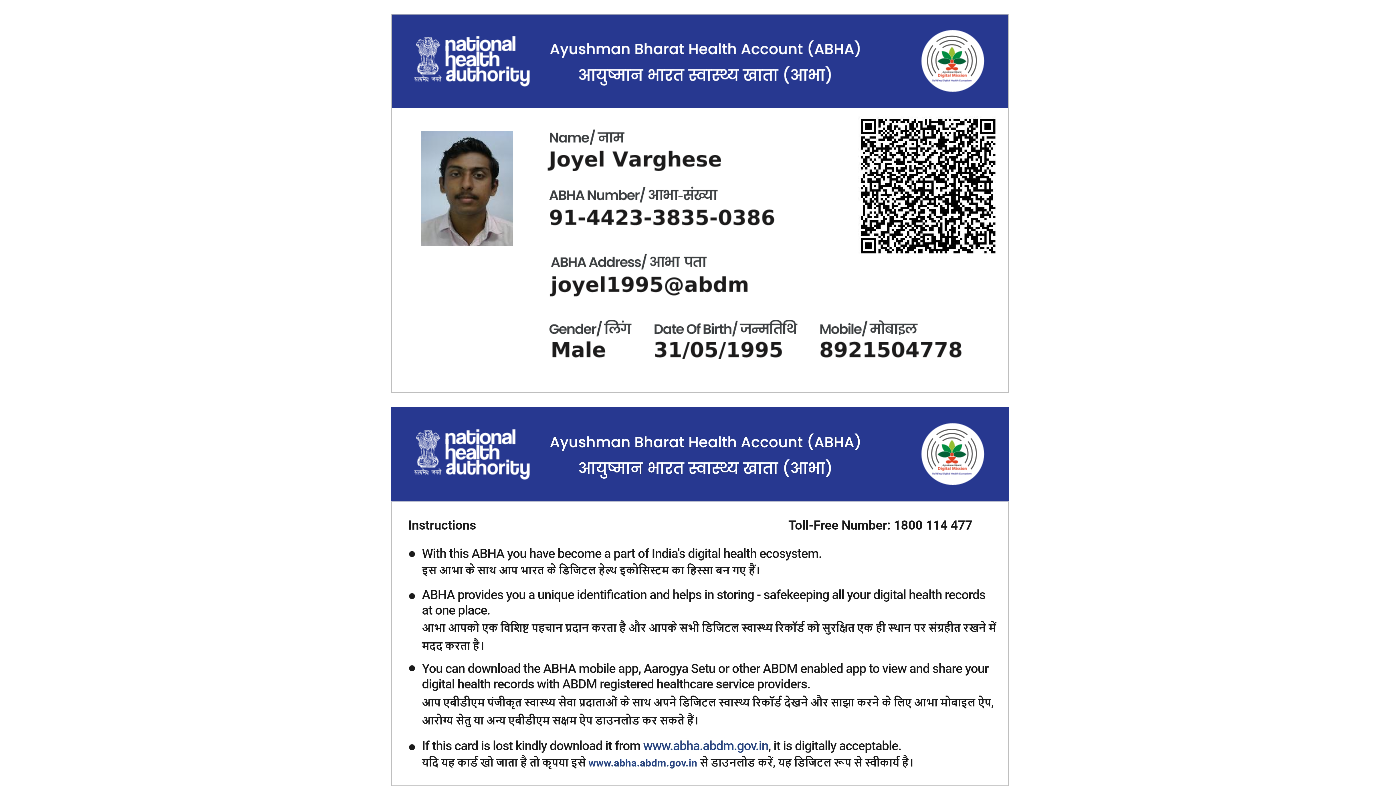 national
health
authority
सत्यमेव जयते
Ayushman Bharat Health Account (ABHA)
आयुष्मान भारत स्वास्थ्य खाता (आभा)
Digital Mission
Name/ नाम
Joyel Varghese
ABHA Number/ आभा-संख्या
91-4423-3835-0386
ABHA Address/ आभा पता
joyel1995@abdm
Gender/ लिंग Date Of Birth/ जन्मतिथि Mobile/ मोबाइल
Male 31/05/1995 8921504778
national
health
authority
सत्यमेव जयते
Ayushman Bharat Health Account (ABHA)
आयुष्मान भारत स्वास्थ्य खाता (आभा)
Digital Mission
Instructions Toll-Free Number: 1800 114 477
● With this ABHA you have become a part of India's digital health ecosystem.
इस आभा के साथ आप भारत के डिजिटल हेल्थ इकोसिस्टम का हिस्सा बन गए हैं।
● ABHA provides you a unique identification and helps in storing - safekeeping all your digital health records
at one place.
आभा आपको एक विशिष्ट पहचान प्रदान करता है और आपके सभी डिजिटल स्वास्थ्य रिकॉर्ड को सुरक्षित एक ही स्थान पर संग्रहीत रखने में
मदद करता है।
● You can download the ABHA mobile app, Aarogya Setu or other ABDM enabled app to view and share your
digital health records with ABDM registered healthcare service providers.
आप एबीडीएम पंजीकृत स्वास्थ्य सेवा प्रदाताओं के साथ अपने डिजिटल स्वास्थ्य रिकॉर्ड देखने और साझा करने के लिए आभा मोबाइल ऐप,
आरोग्य सेतु या अन्य एबीडीएम सक्षम ऐप डाउनलोड कर सकते हैं।
● If this card is lost kindly download it from www.abha.abdm.gov.in, it is digitally acceptable.
यदि यह कार्ड खो जाता है तो कृपया इसे www.abha.abdm.gov.in से डाउनलोड करें, यह डिजिटल रूप से स्वीकार्य है।